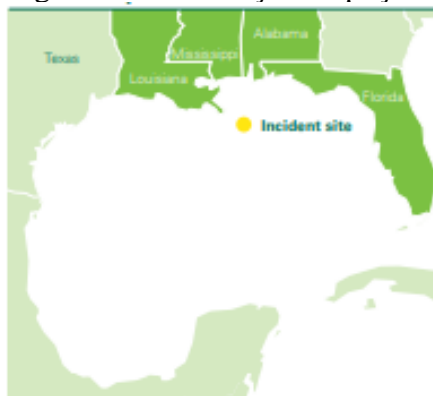 Alabama
Mississippi
Texas
Louisiana
Florida
Incident site